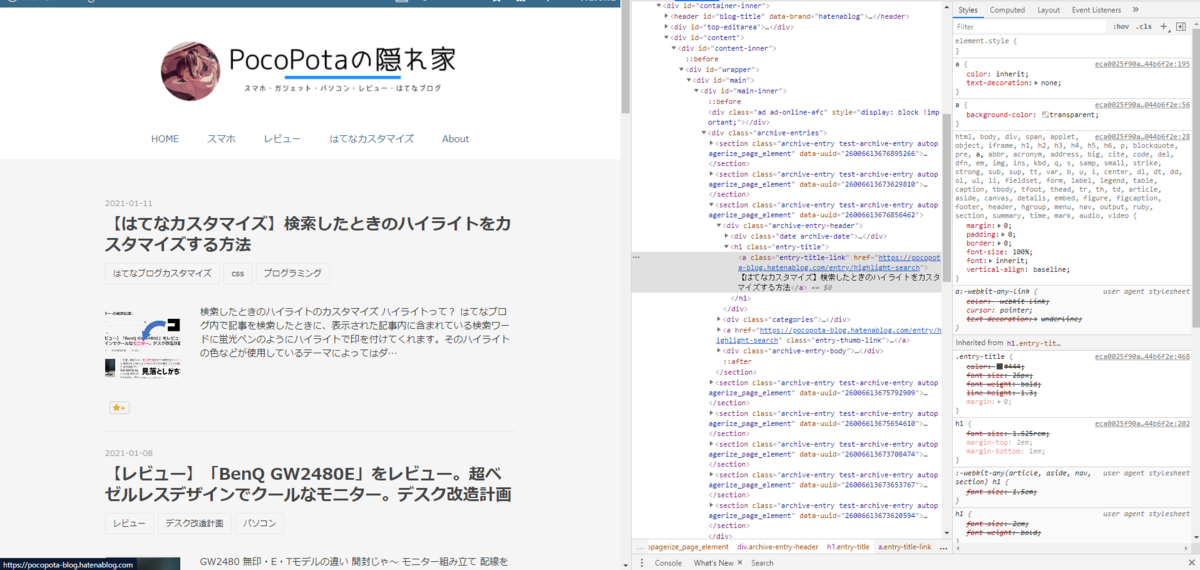 PocoPotaの隠れ家
スマホ・ガジェット・パソコン・レビュー・はてなブログ
HOME スマホ レビュー はてなカスタマイズ About
2021-01-11
【はてなカスタマイズ】検索したときのハイライトをカ
スタマイズする方法
はてなブログカスタマイズ css プログラミング
検索したときのハイライトのカスタマイズ ハイライトって？ はてなブロ
グ内で記事を検索したときに、表示された記事内に含まれている検索ワー
ドに蛍光ペンのようにハイライトで印を付けてくれます。そのハイライト
の色などが使用しているテーマによってはダ…
見落としがち
2021-01-08
【レビュー】「BenQ GW2480E」をレビュー。超ベ
ゼルレスデザインでクールなモニター。デスク改造計画
レビュー デスク改造計画 パソコン
GW2480 無印・E・Tモデルの違い 開封じゃ〜 モニター組み立て 配線を
https://pocopota-blog.hatenablog.com
▼<div id="container-inner">
▶<header id="blog-title" data-brand="hatenablog">…</header>
▶<div id="top-editarea">…</div>
▼<div id="content">
▼<div id="content-inner">
::before
▼<div id="wrapper">
▼<div id="main">
▼<div id="main-inner">
::before
<div class="ad ad-online-afc" style="display: block !imp
ortant;"></div>
▼<div class="archive-entries">
▶<section class="archive-entry test-archive-entry autop
agerize_page_element" data-uuid="26006613676895266">…
</section>
▶<section class="archive-entry test-archive-entry autop
agerize_page_element" data-uuid="26006613673629810">…
</section>
▼<section class="archive-entry test-archive-entry autop
agerize_page_element" data-uuid="26006613676856462">
▼<div class="archive-entry-header">
▶<div class="date archive-date">…</div>
▼<h1 class="entry-title">
<a class="entry-title-link" href="https://pocopot
a-blog.hatenablog.com/entry/highlight-search">
【はてなカスタマイズ】検索したときのハイライトをカスタ
マイズする方法</a> == $0
</h1>
</div>
▶<div class="categories">…</div>
▶<a href="https://pocopota-blog.hatenablog.com/entry/h
ighlight-search" class="entry-thumb-link">…</a>
▶<div class="archive-entry-body">…</div>
::after
</section>
▶<section class="archive-entry test-archive-entry autop
agerize_page_element" data-uuid="26006613675792909">…
</section>
▶<section class="archive-entry test-archive-entry autop
agerize_page_element" data-uuid="26006613675654610">…
</section>
▶<section class="archive-entry test-archive-entry autop
agerize_page_element" data-uuid="26006613673708474">…
</section>
▶<section class="archive-entry test-archive-entry autop
agerize_page_element" data-uuid="26006613673653767">…
</section>
▶<section class="archive-entry test-archive-entry autop
agerize_page_element" data-uuid="26006613673620594">…
</section>
</div>
… opagerize_page_element div.archive-entry-header h1.entry-title a.entry-title-link …
Console What's New × Search
Styles Computed Layout Event Listeners »
Filter :hov .cls +
element.style {
}
a { eca0025f90a…44b6f2e:195
color: inherit;
text-decoration:▶ none;
}
a { eca0025f90a…044b6f2e:56
background-color: transparent;
}
html, body, div, span, applet, eca0025f90a…044b6f2e:28
object, iframe, h1, h2, h3, h4, h5, h6, p, blockquote,
pre, a, abbr, acronym, address, big, cite, code, del,
dfn, em, img, ins, kbd, q, s, samp, small, strike,
strong, sub, sup, tt, var, b, u, i, center, dl, dt, dd,
ol, ul, li, fieldset, form, label, legend, table,
caption, tbody, tfoot, thead, tr, th, td, article,
aside, canvas, details, embed, figure, figcaption,
footer, header, hgroup, menu, nav, output, ruby,
section, summary, time, mark, audio, video {
margin:▶ 0;
padding:▶ 0;
border:▶ 0;
font-size: 100%;
font:▶ inherit;
vertical-align: baseline;
}
a:-webkit-any-link { user agent stylesheet
color: -webkit-link;
cursor: pointer;
text-decoration:▶ underline;
}
Inherited from h1.entry-tit…
.entry-title { eca0025f90a…44b6f2e:468
color: #444;
font-size: 26px;
font-weight: bold;
line-height: 1.3;
margin:▶ 0;
}
h1 { eca0025f90a…44b6f2e:202
font-size: 1.625rem;
margin-top: 2em;
margin-bottom: 1em;
}
:-webkit-any(article, aside, nav, user agent stylesheet
section) h1 {
font-size: 1.5em;
}
h1 { user agent stylesheet
font-size: 2em;
font-weight: bold;